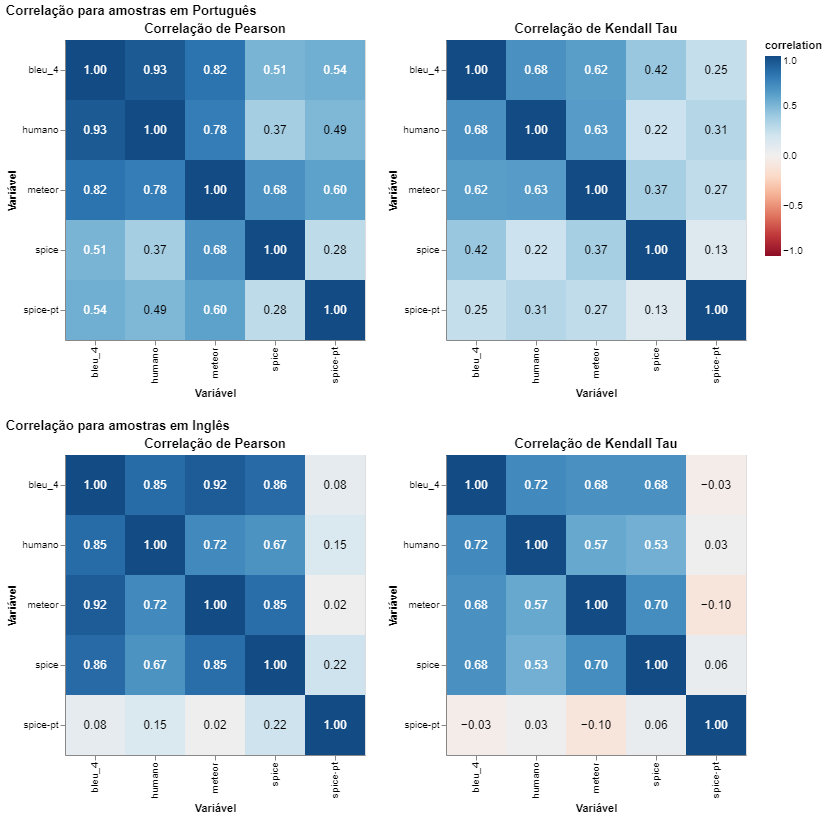 Correlação para amostras em Português
Correlação de Pearson
Correlação de Kendall Tau
correlation
bleu_4 1.00 0.93 0.82 0.51 0.54
humano 0.93 1.00 0.78 0.37 0.49
meteor 0.82 0.78 1.00 0.68 0.60
spice 0.51 0.37 0.68 1.00 0.28
spice-pt 0.54 0.49 0.60 0.28 1.00
Variável
bleu_4 humano meteor spice spice-pt
Variável
bleu_4 1.00 0.68 0.62 0.42 0.25
humano 0.68 1.00 0.63 0.22 0.31
meteor 0.62 0.63 1.00 0.37 0.27
spice 0.42 0.22 0.37 1.00 0.13
spice-pt 0.25 0.31 0.27 0.13 1.00
Variável
bleu_4 humano meteor spice spice-pt
Variável
1.0
0.5
0.0
−0.5
−1.0
Correlação para amostras em Inglês
Correlação de Pearson
Correlação de Kendall Tau
bleu_4 1.00 0.85 0.92 0.86 0.08
humano 0.85 1.00 0.72 0.67 0.15
meteor 0.92 0.72 1.00 0.85 0.02
spice 0.86 0.67 0.85 1.00 0.22
spice-pt 0.08 0.15 0.02 0.22 1.00
Variável
bleu_4 humano meteor spice spice-pt
Variável
bleu_4 1.00 0.72 0.68 0.68 −0.03
humano 0.72 1.00 0.57 0.53 0.03
meteor 0.68 0.57 1.00 0.70 −0.10
spice 0.68 0.53 0.70 1.00 0.06
spice-pt −0.03 0.03 −0.10 0.06 1.00
Variável
bleu_4 humano meteor spice spice-pt
Variável